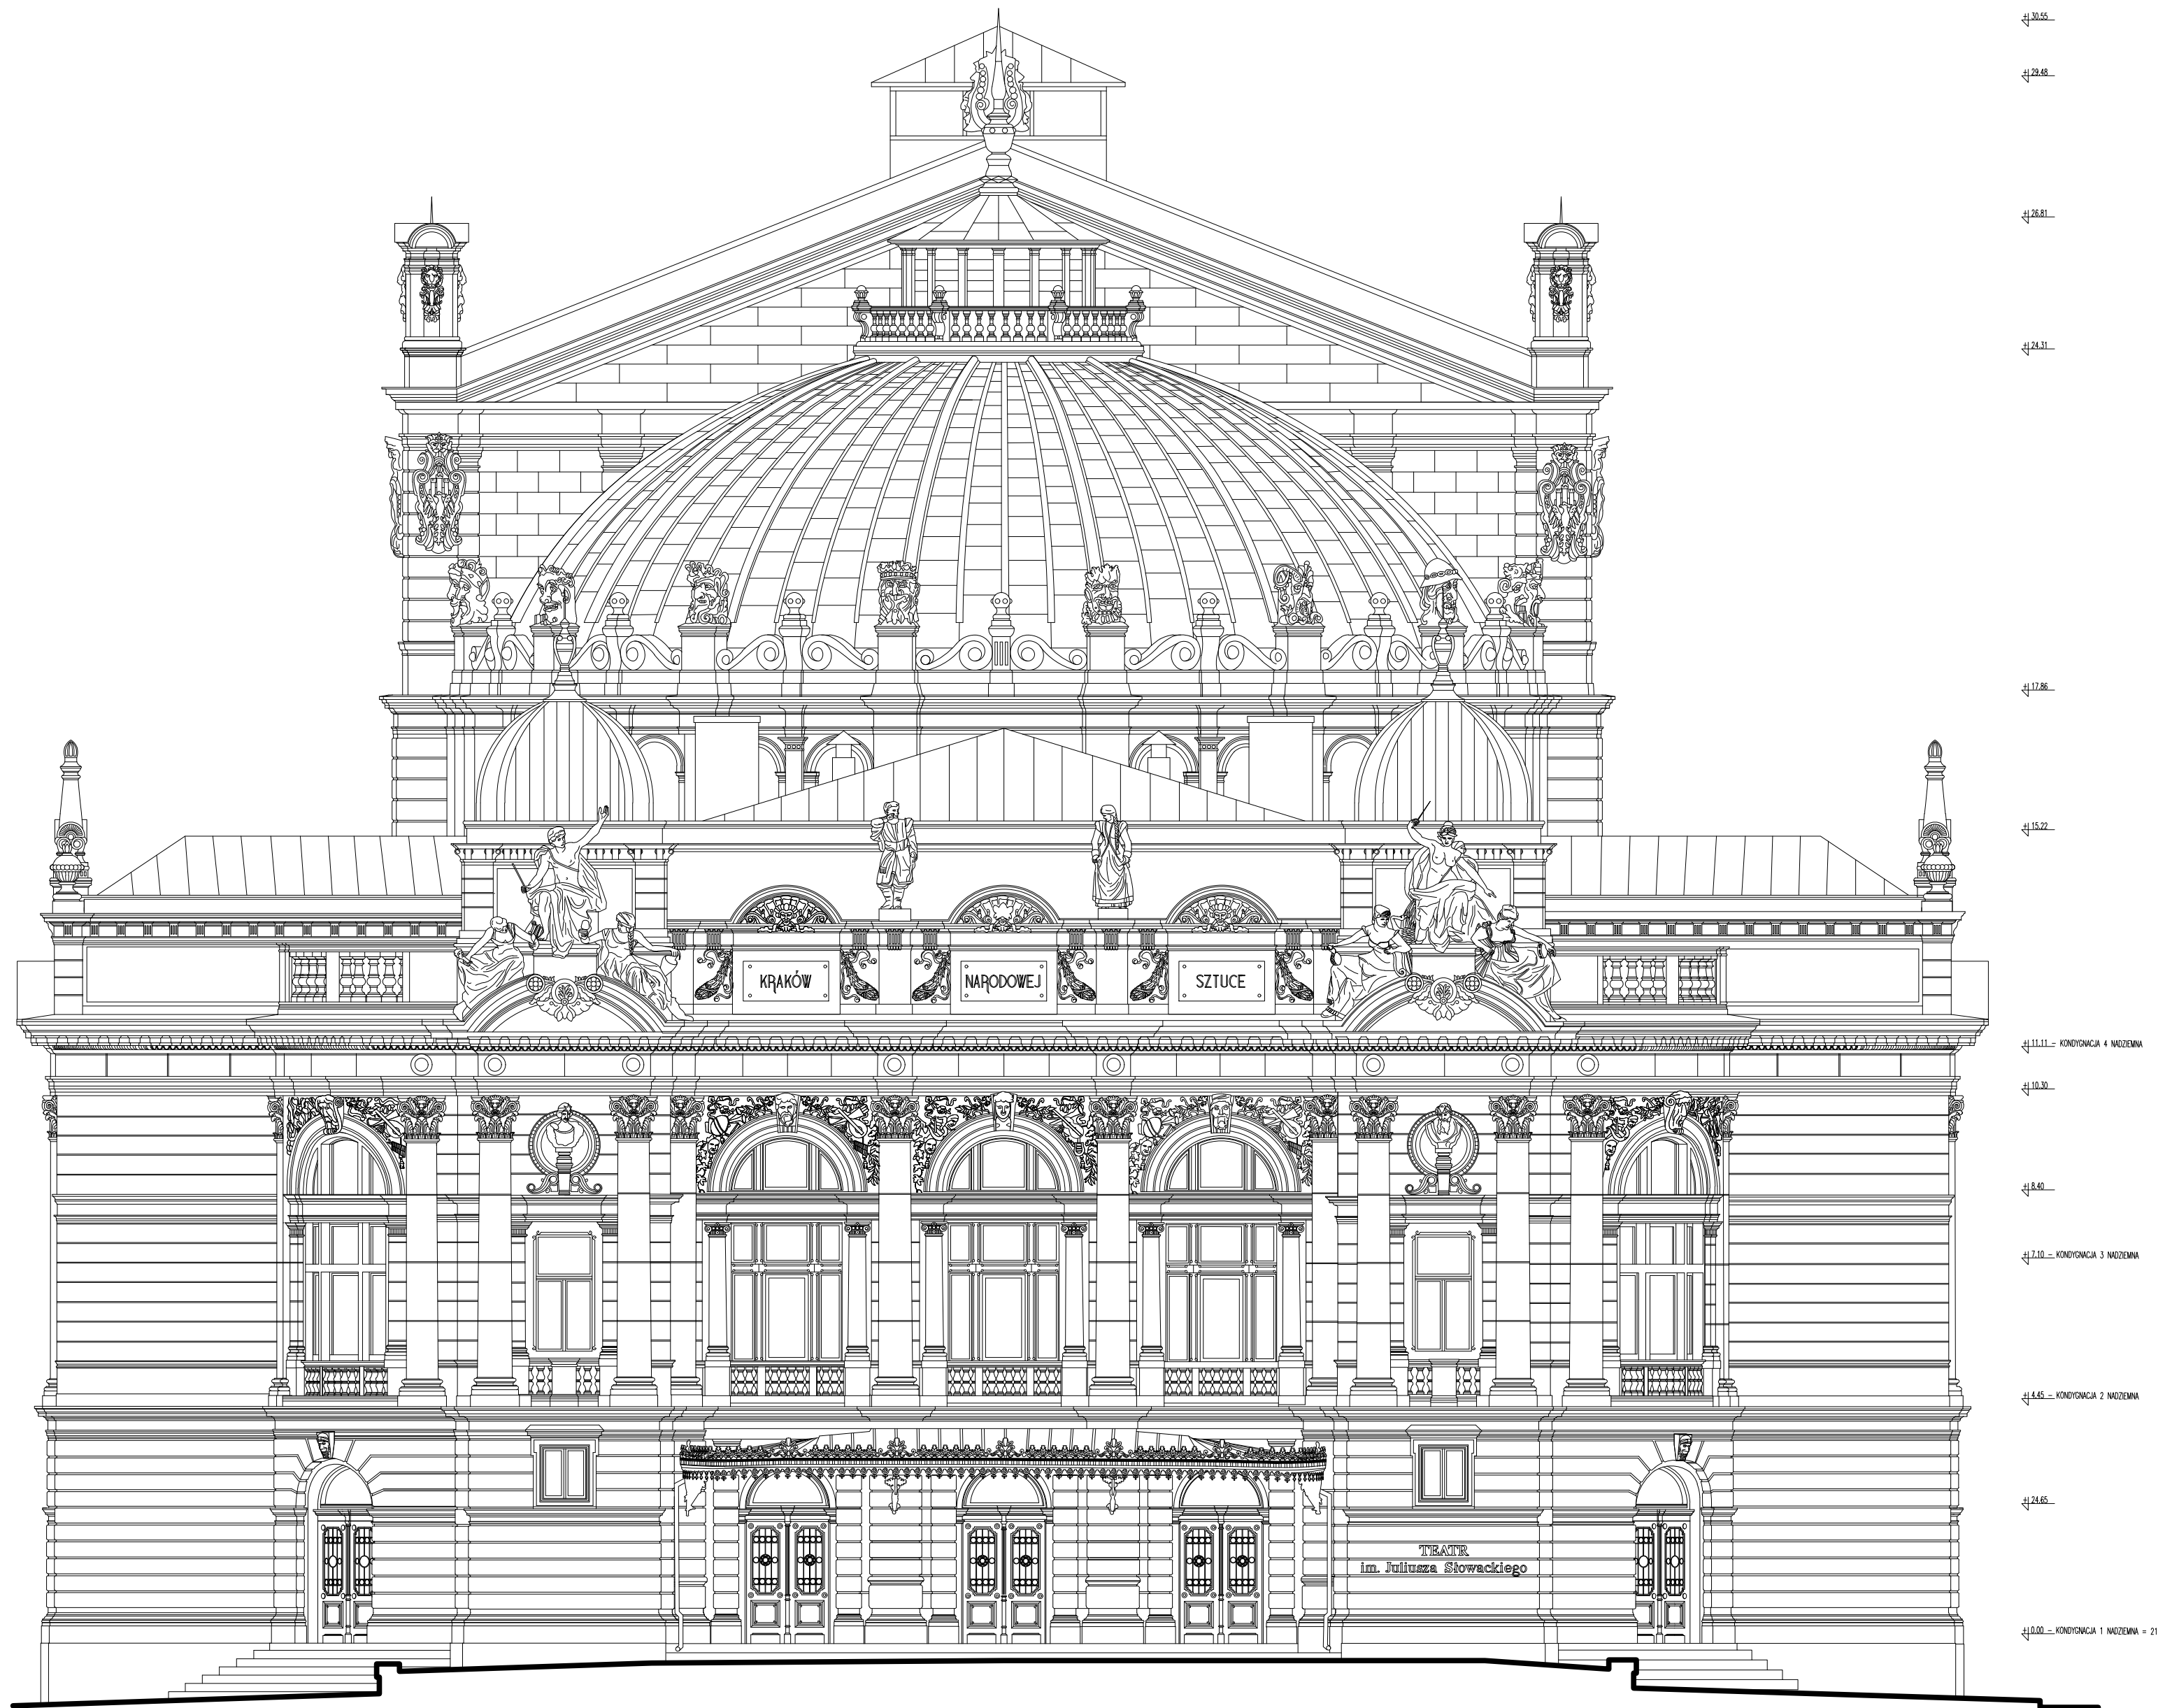 + 30.55
+ 29.48
+ 26.81
+ 24.31
+ 17.86
+ 15.22
KRAKÓW
NARODOWEJ
SZTUCE
+ 11.11 - KONDYGNACJA 4 NADZIEMNA
+ 10.30
+ 8.40
+ 7.10 - KONDYGNACJA 3 NADZIEMNA
+ 4.45 - KONDYGNACJA 2 NADZIEMNA
+ 24.65
TEATR
im. Juliusza Słowackiego
+ 0.00 - KONDYGNACJA 1 NADZIEMNA = 21